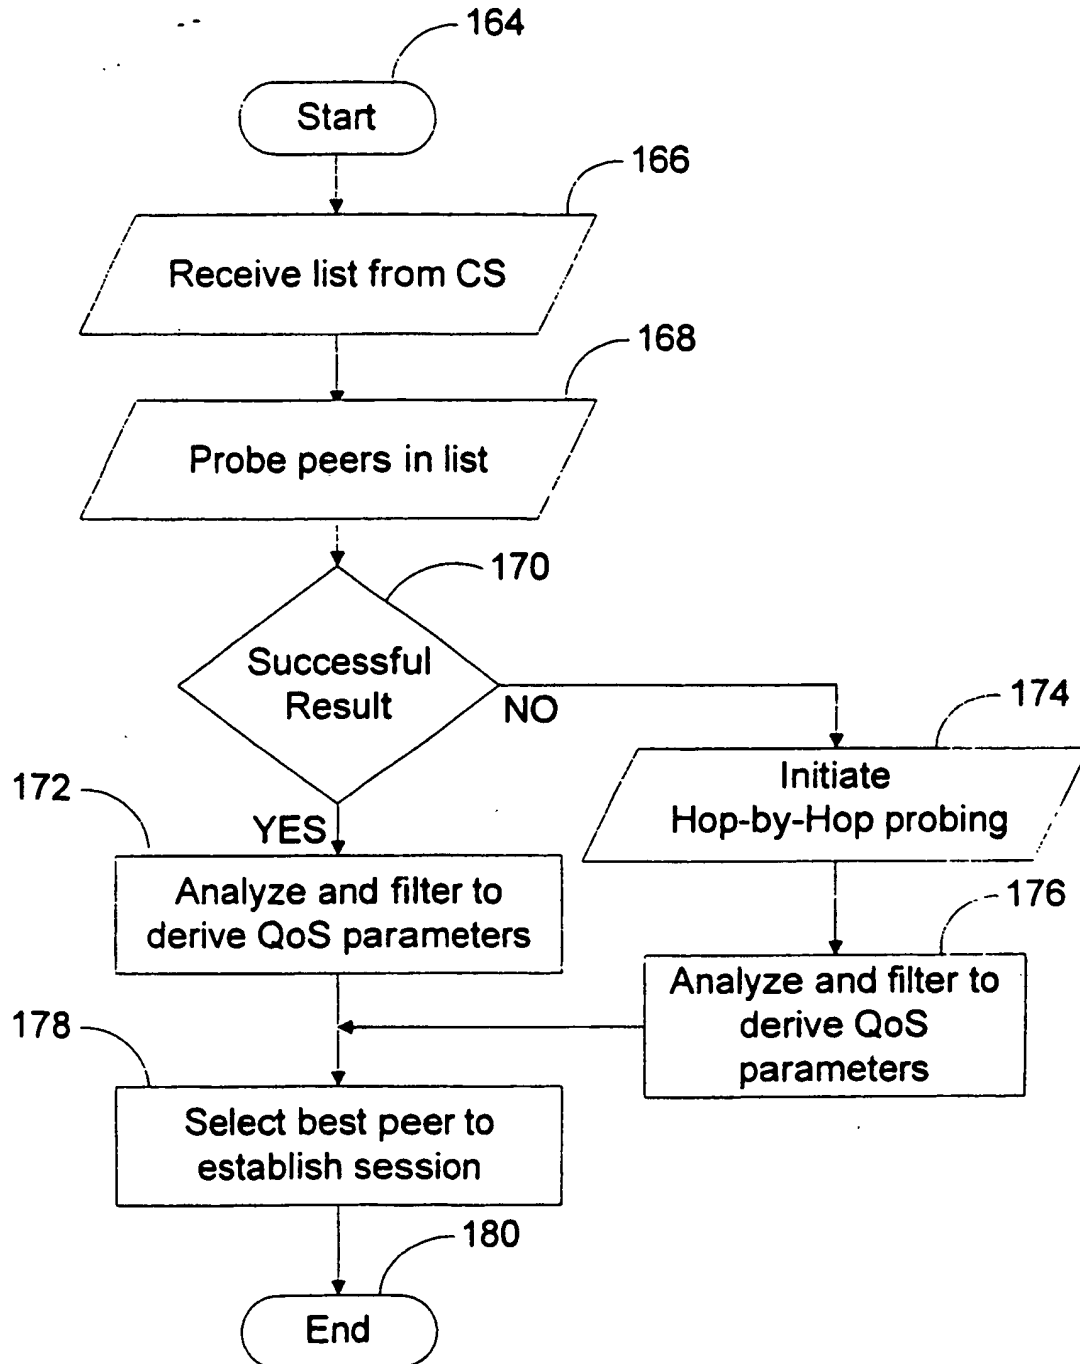 164
Start
166
Receive list from CS
168
Probe peers in list
170
Successful
Result
NO
174
Initiate
Hop-by-Hop probing
172
YES
Analyze and filter to
derive QoS parameters
176
Analyze and filter to
derive QoS
parameters
178
Select best peer to
establish session
180
End